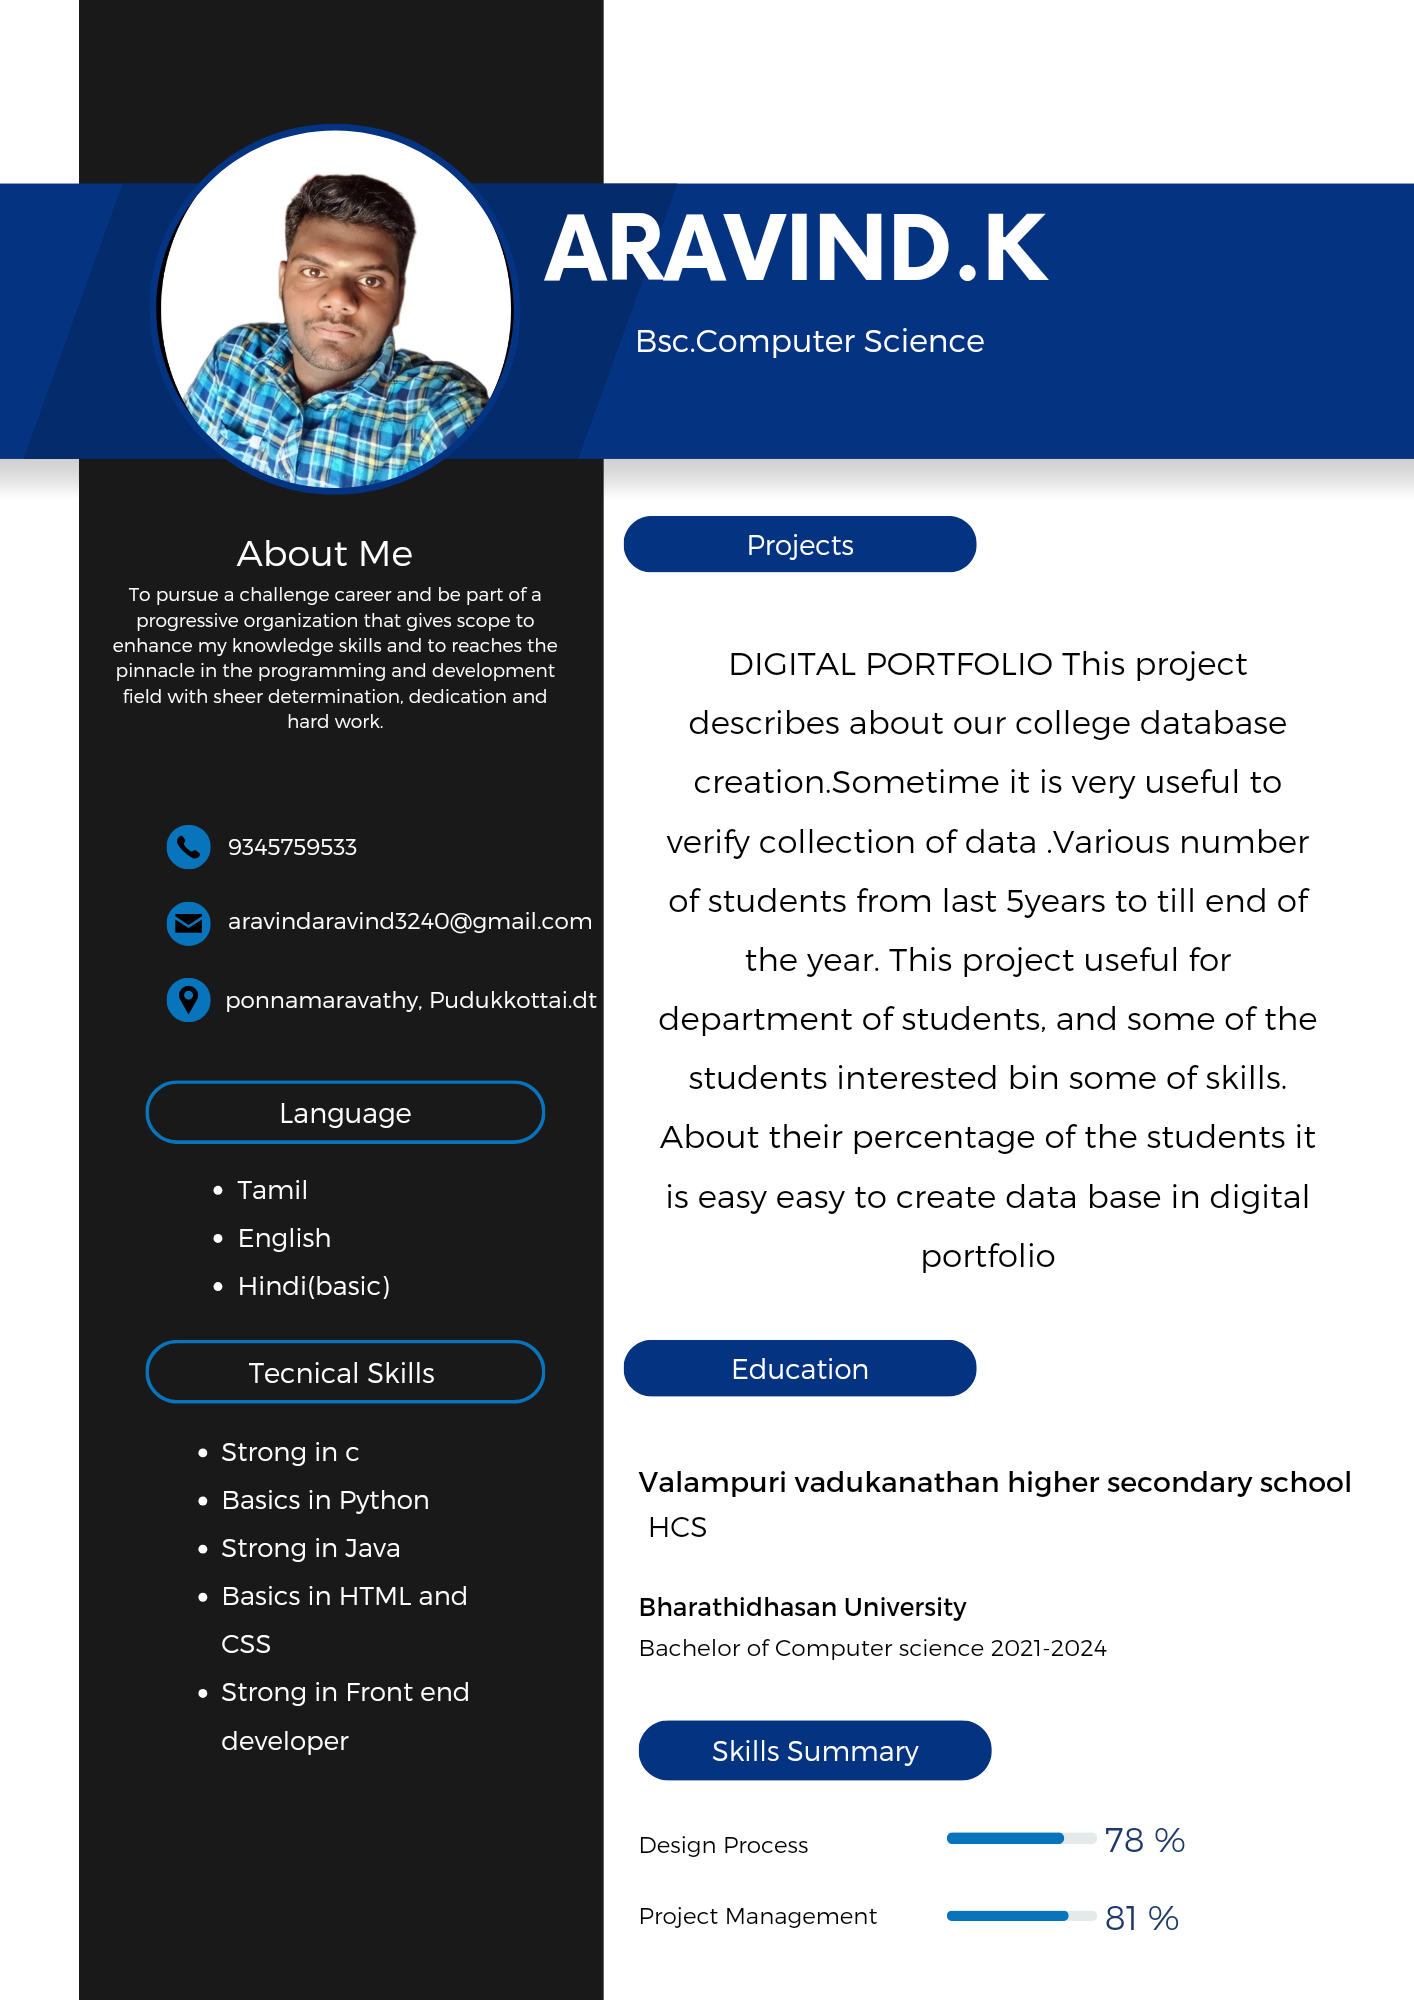 ARAVIND.K
Bsc.Computer Science
About Me
To pursue a challenge career and be part of a
progressive organization that gives scope to
enhance my knowledge skills and to reaches the
pinnacle in the programming and development
field with sheer determination, dedication and
hard work.
9345759533
aravindaravind3240@gmail.com
ponnamaravathy, Pudukkottai.dt
Language
• Tamil
• English
• Hindi(basic)
Tecnical Skills
• Strong in c
• Basics in Python
• Strong in Java
• Basics in HTML and
CSS
• Strong in Front end
developer
Projects
DIGITAL PORTFOLIO This project
describes about our college database
creation.Sometime it is very useful to
verify collection of data .Various number
of students from last 5years to till end of
the year. This project useful for
department of students, and some of the
students interested bin some of skills.
About their percentage of the students it
is easy easy to create data base in digital
portfolio
Education
Valampuri vadukanathan higher secondary school
HCS
Bharathidhasan University
Bachelor of Computer science 2021-2024
Skills Summary
Design Process 78 %
Project Management 81 %